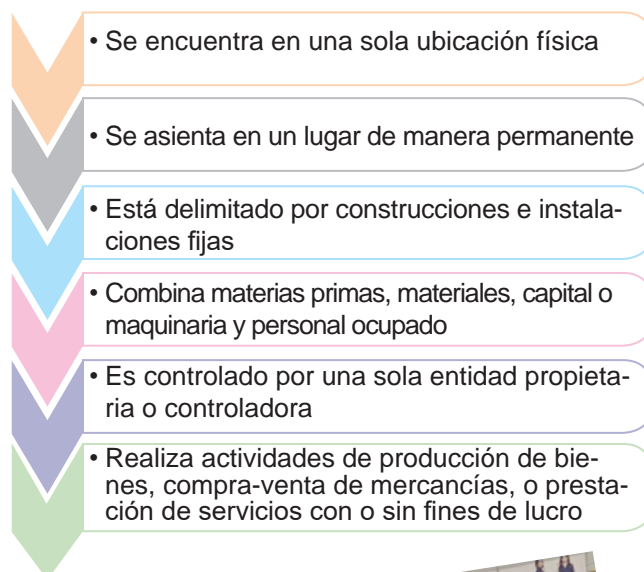 • Se encuentra en una sola ubicación física
• Se asienta en un lugar de manera permanente
• Está delimitado por construcciones e instala-
ciones fijas
• Combina materias primas, materiales, capital o
maquinaria y personal ocupado
• Es controlado por una sola entidad propieta-
ria o controladora
• Realiza actividades de producción de bie-
nes, compra-venta de mercancías, o presta-
ción de servicios con o sin fines de lucro